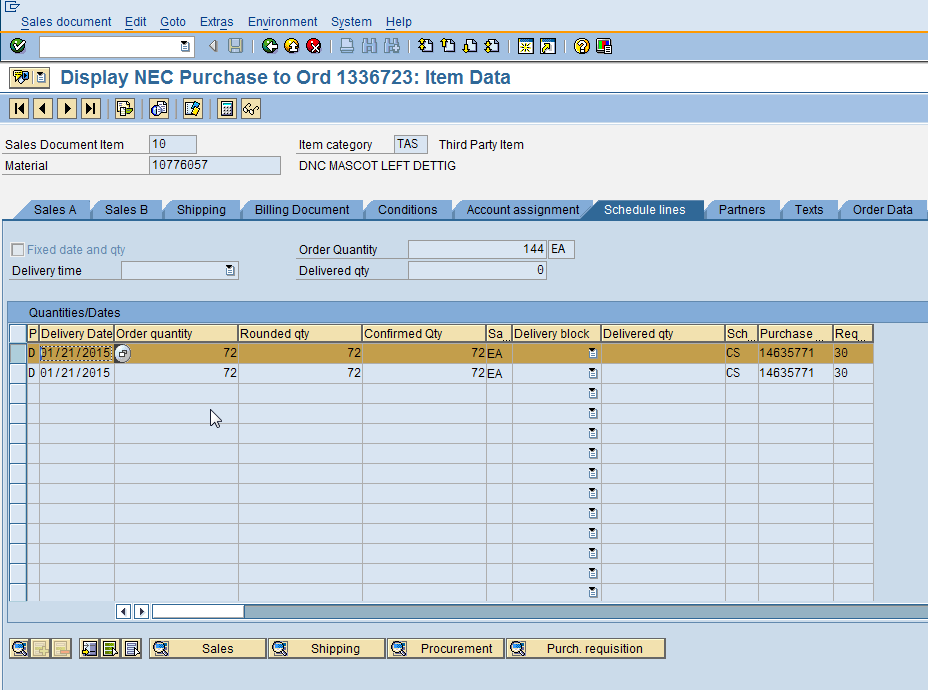 Sales document Edit Goto Extras Environment System Help
Display NEC Purchase to Ord 1336723: Item Data
Sales Document Item 10 Item category TAS Third Party Item
Material 10776057 DNC MASCOT LEFT DETTIG
Sales A Sales B Shipping Billing Document Conditions Account assignment Schedule lines Partners Texts Order Data
Fixed date and qty Order Quantity 144 EA
Delivery time Delivered qty 0
Quantities/Dates
P Delivery Date Order quantity Rounded qty Confirmed Qty Sa... Delivery block Delivered qty Sch... Purchase ... Req...
D 01/21/2015 72 72 72 EA CS 14635771 30
D 01/21/2015 72 72 72 EA CS 14635771 30
Sales Shipping Procurement Purch. requisition